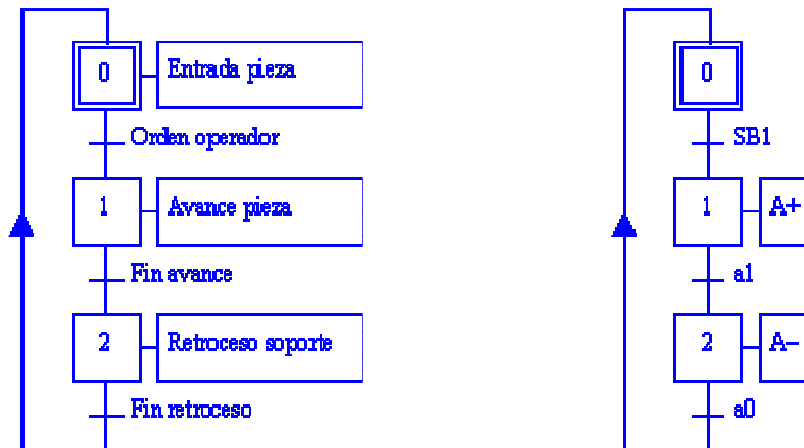 0
Entrada pieza
Orden operador
1
Avance pieza
Fin avance
2
Retroceso soporte
Fin retroceso
0
SB1
1
A+
a1
2
A–
a0